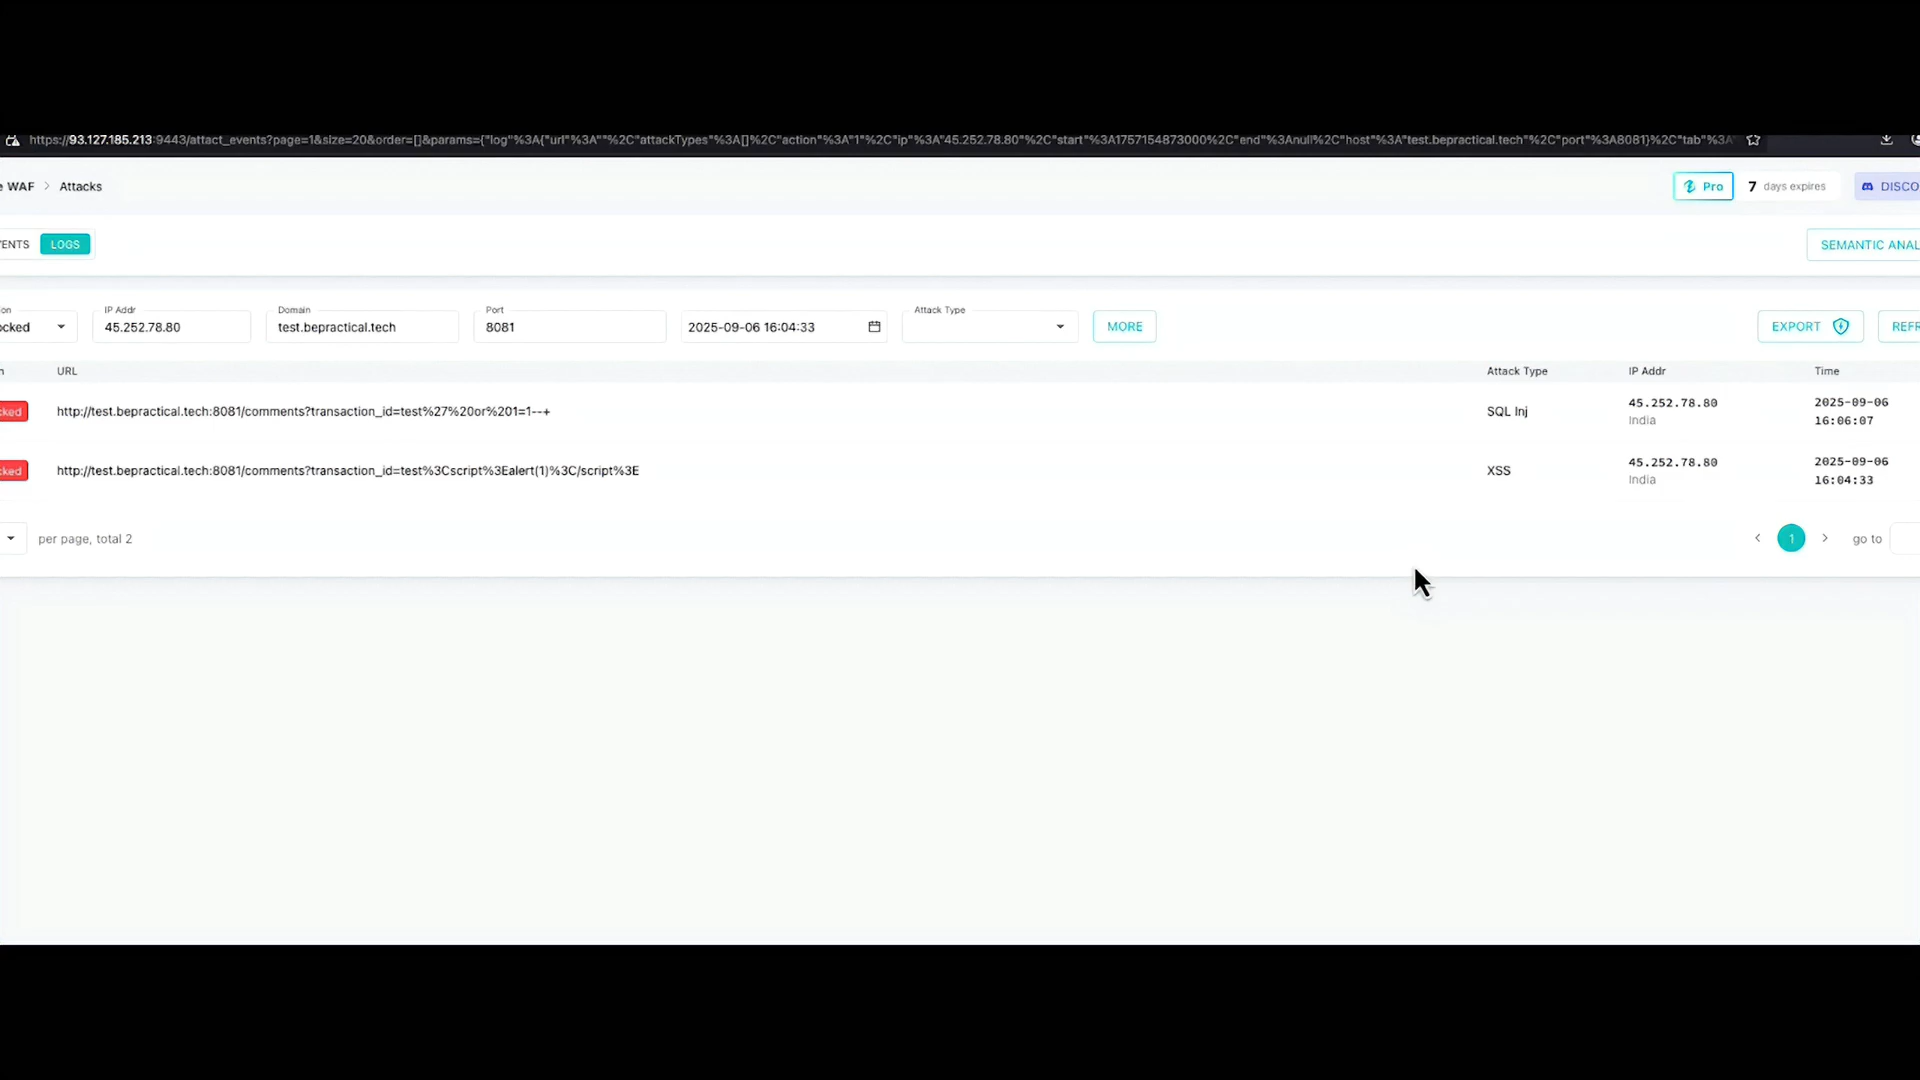 https://93.127.185.213:9443/attact_events?page=1&size=20&order=[]&params={"log"%3A{"url"%3A""%2C"attackTypes"%3A[]%2C"action"%3A"1"%2C"ip"%3A"45.252.78.80"%2C"start"%3A1757154873000%2C"end"%3Anull%2C"host"%3A"test.bepractical.tech"%2C"port"%3A8081}%2C"tab"%3A
e WAF > Attacks
Pro 7 days expires DISCO
ENTS LOGS
SEMANTIC ANAL
on IP Addr Domain Port Attack Type
ocked 45.252.78.80 test.bepractical.tech 8081 2025-09-06 16:04:33 MORE EXPORT REFR
n URL Attack Type IP Addr Time
cked http://test.bepractical.tech:8081/comments?transaction_id=test%27%20or%201=1--+ SQL Inj 45.252.78.80 2025-09-06
India 16:06:07
cked http://test.bepractical.tech:8081/comments?transaction_id=test%3Cscript%3Ealert(1)%3C/script%3E XSS 45.252.78.80 2025-09-06
India 16:04:33
per page, total 2 < 1 > go to